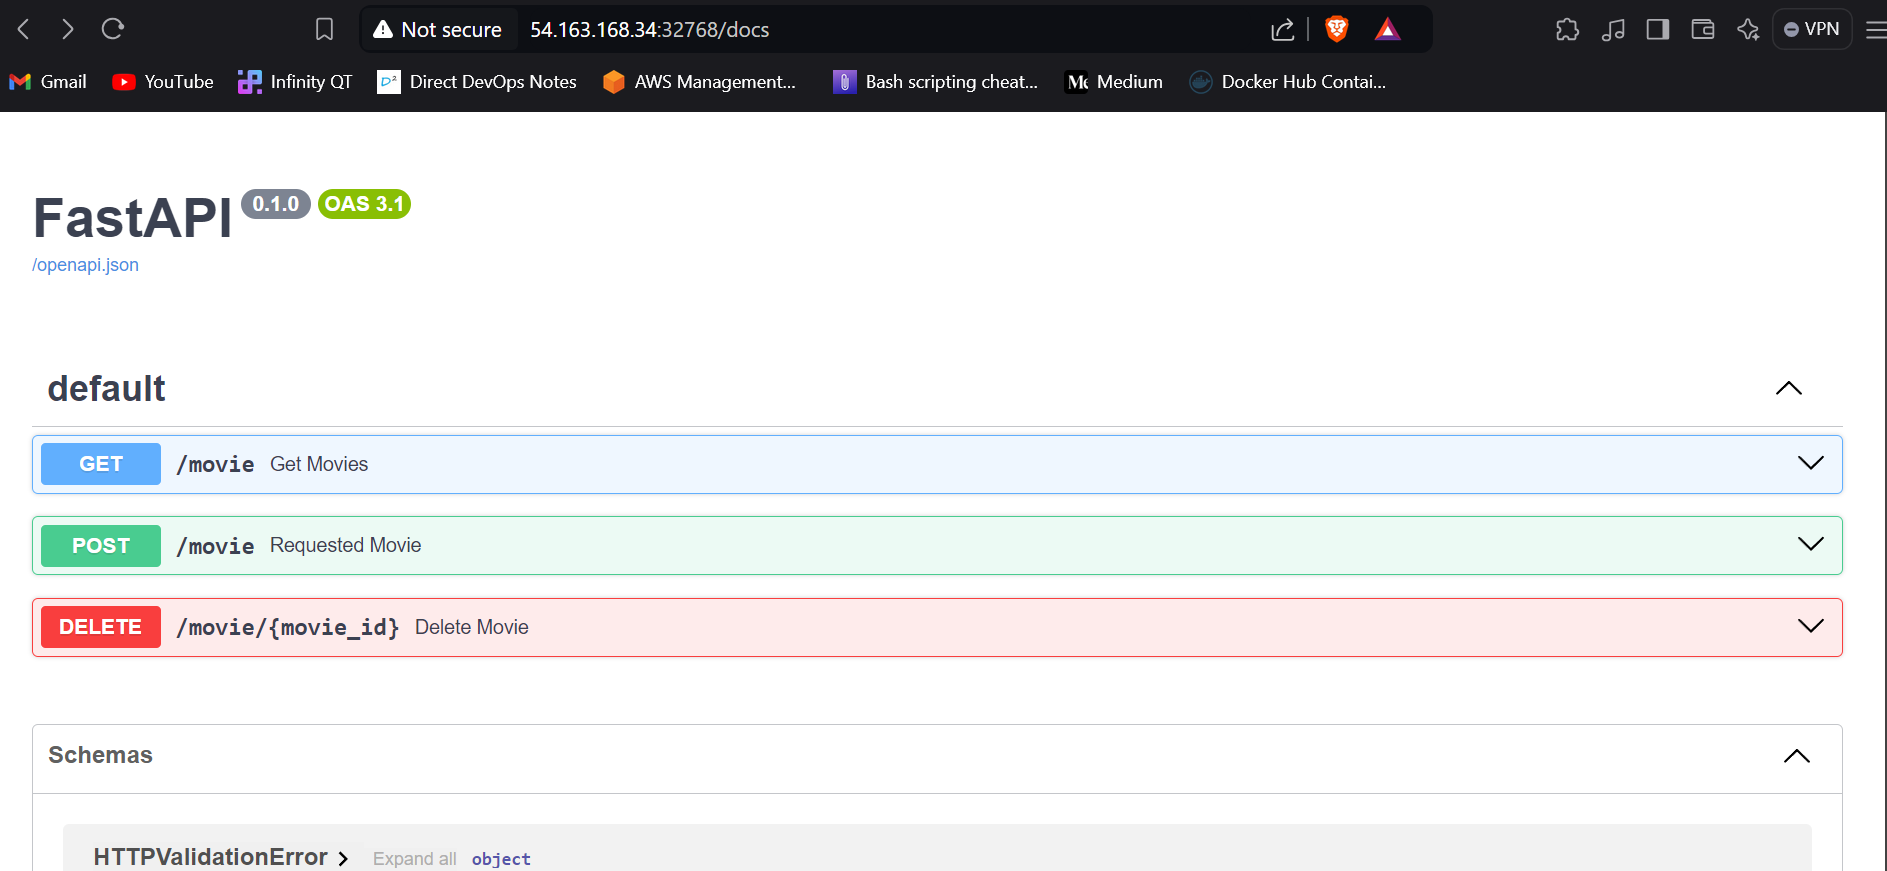 Not secure 54.163.168.34:32768/docs VPN
Gmail YouTube Infinity QT Direct DevOps Notes AWS Management... Bash scripting cheat... Medium Docker Hub Contai...
FastAPI 0.1.0 OAS 3.1
/openapi.json
default
GET /movie Get Movies
POST /movie Requested Movie
DELETE /movie/{movie_id} Delete Movie
Schemas
HTTPValidationError Expand all object